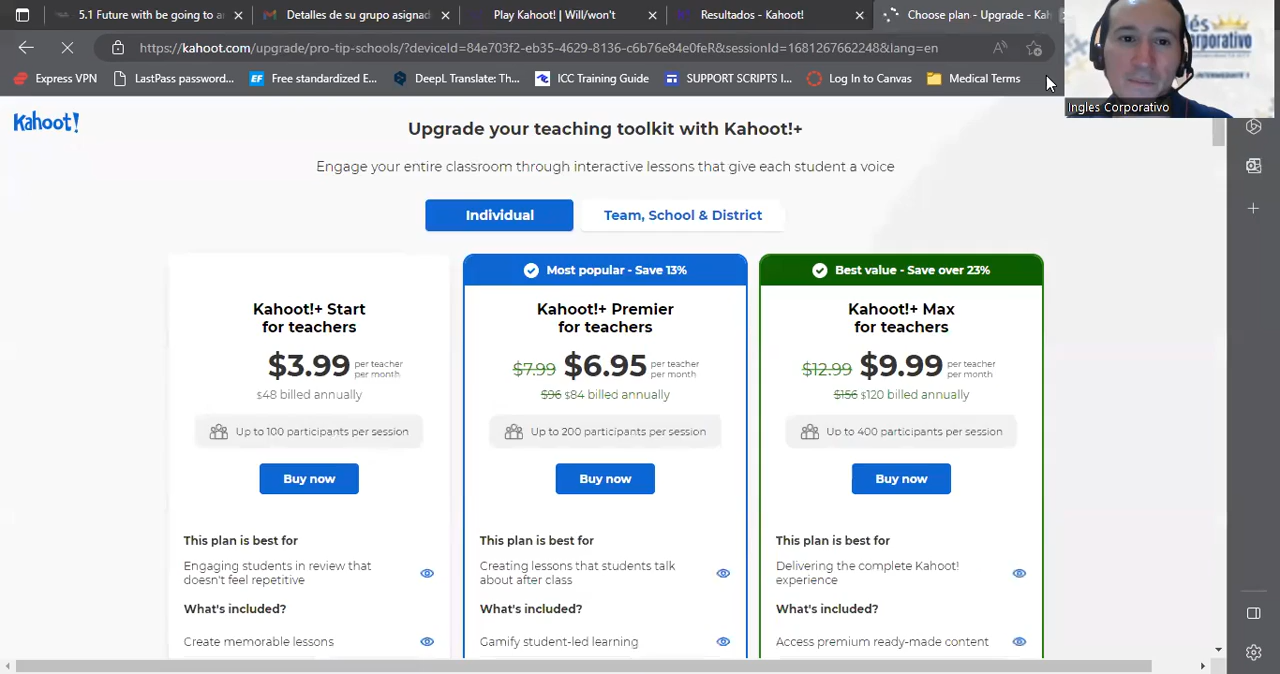 5.1 Future with be going to a
Detalles de su grupo asignad
Play Kahoot! | Will/won't
Resultados - Kahoot!
Choose plan - Upgrade - Kah
https://kahoot.com/upgrade/pro-tip-schools/?deviceId=84e703f2-eb35-4629-8136-c6b76e84e0feR&sessionId=1681267662248&lang=en
Express VPN
LastPass password...
EF Free standardized E...
DeepL Translate: Th...
ICC Training Guide
SUPPORT SCRIPTS I...
Log In to Canvas
Medical Terms
Ingles Corporativo
Kahoot!
Upgrade your teaching toolkit with Kahoot!+
Engage your entire classroom through interactive lessons that give each student a voice
Individual
Team, School & District
Kahoot!+ Start
for teachers
$3.99 per teacher
per month
$48 billed annually
Up to 100 participants per session
Buy now
This plan is best for
Engaging students in review that
doesn't feel repetitive
What's included?
Create memorable lessons
Most popular - Save 13%
Kahoot!+ Premier
for teachers
$7.99 $6.95 per teacher
per month
$96 $84 billed annually
Up to 200 participants per session
Buy now
This plan is best for
Creating lessons that students talk
about after class
What's included?
Gamify student-led learning
Best value - Save over 23%
Kahoot!+ Max
for teachers
$12.99 $9.99 per teacher
per month
$156 $120 billed annually
Up to 400 participants per session
Buy now
This plan is best for
Delivering the complete Kahoot!
experience
What's included?
Access premium ready-made content